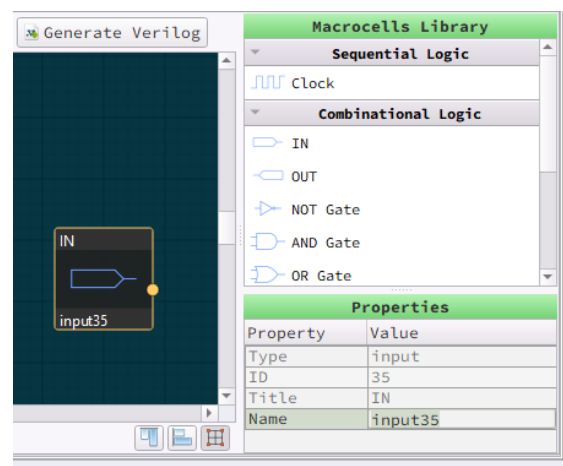 Generate Verilog
IN
input35
Macrocells Library
Sequential Logic
Clock
Combinational Logic
IN
OUT
NOT Gate
AND Gate
OR Gate
Properties
Property Value
Type input
ID 35
Title IN
Name input35